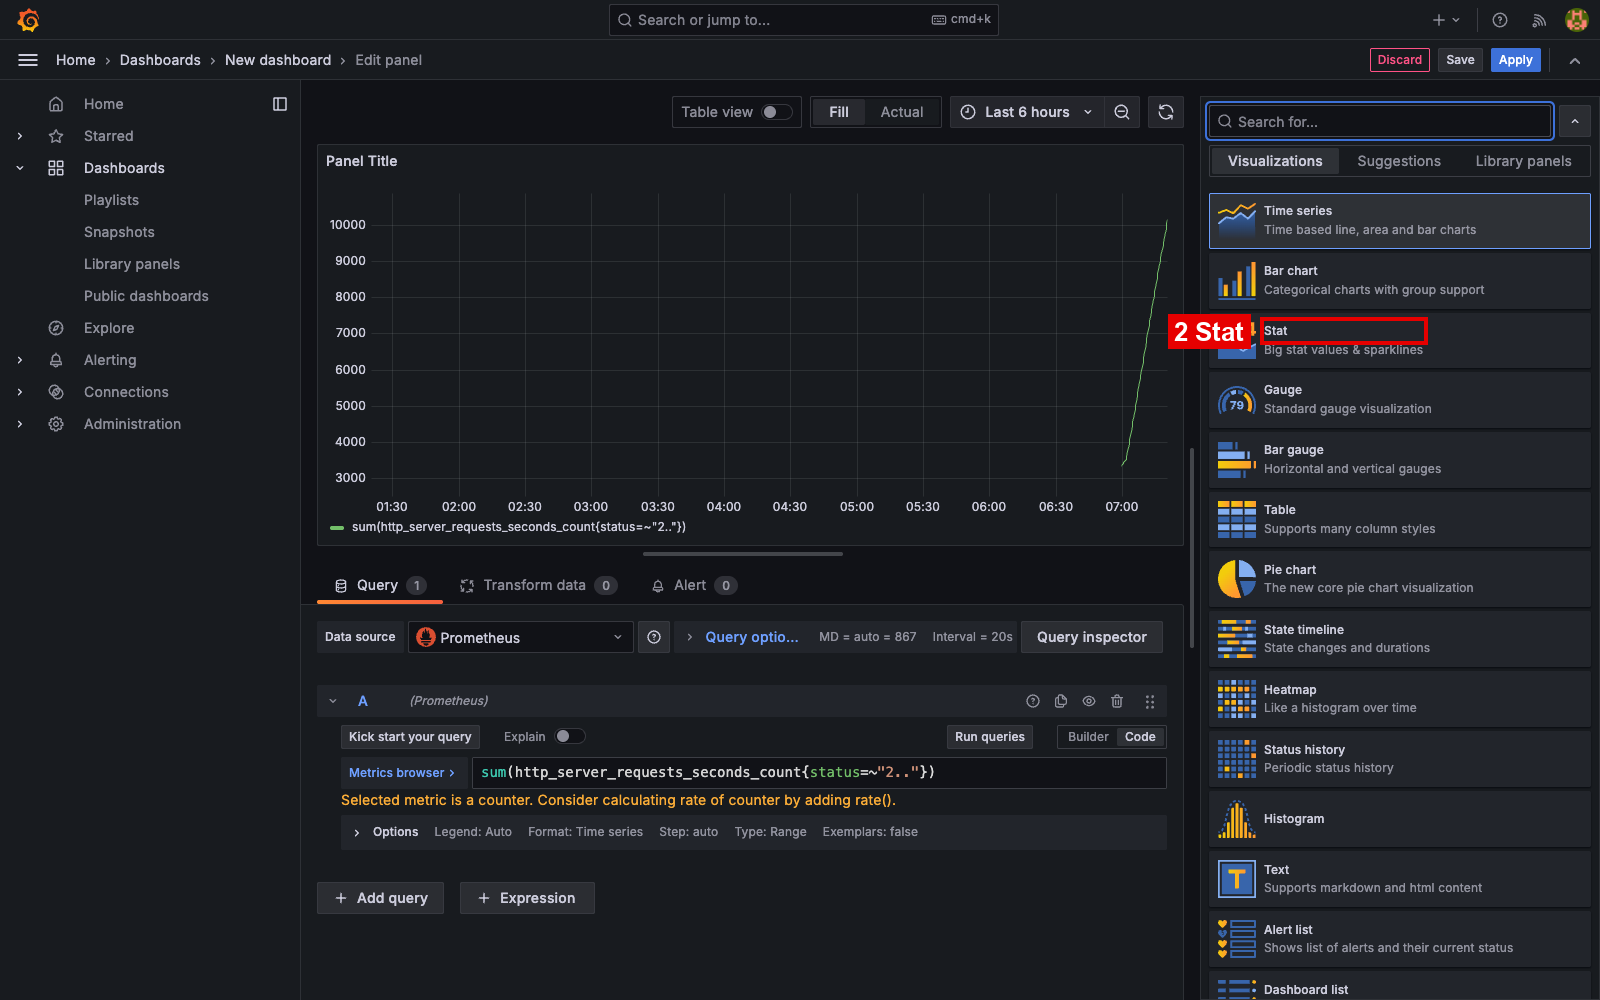 Search or jump to...
cmd+k
Home › Dashboards › New dashboard › Edit panel
Discard
Save
Apply
Home
Starred
Dashboards
Playlists
Snapshots
Library panels
Public dashboards
Explore
Alerting
Connections
Administration
Table view
Fill
Actual
Last 6 hours
Panel Title
10000
9000
8000
7000
6000
5000
4000
3000
01:30 02:00 02:30 03:00 03:30 04:00 04:30 05:00 05:30 06:00 06:30 07:00
sum(http_server_requests_seconds_count{status=~"2.."})
Query 1
Transform data 0
Alert 0
Data source
Prometheus
Query optio...
MD = auto = 867
Interval = 20s
Query inspector
A
(Prometheus)
Kick start your query
Explain
Run queries
Builder
Code
Metrics browser ›
sum(http_server_requests_seconds_count{status=~"2.."})
Selected metric is a counter. Consider calculating rate of counter by adding rate().
Options
Legend: Auto
Format: Time series
Step: auto
Type: Range
Exemplars: false
+ Add query
+ Expression
Search for...
Visualizations
Suggestions
Library panels
Time series
Time based line, area and bar charts
Bar chart
Categorical charts with group support
2 Stat
Stat
Big stat values & sparklines
79
Gauge
Standard gauge visualization
Bar gauge
Horizontal and vertical gauges
Table
Supports many column styles
Pie chart
The new core pie chart visualization
State timeline
State changes and durations
Heatmap
Like a histogram over time
Status history
Periodic status history
Histogram
T
Text
Supports markdown and html content
Alert list
Shows list of alerts and their current status
Dashboard list